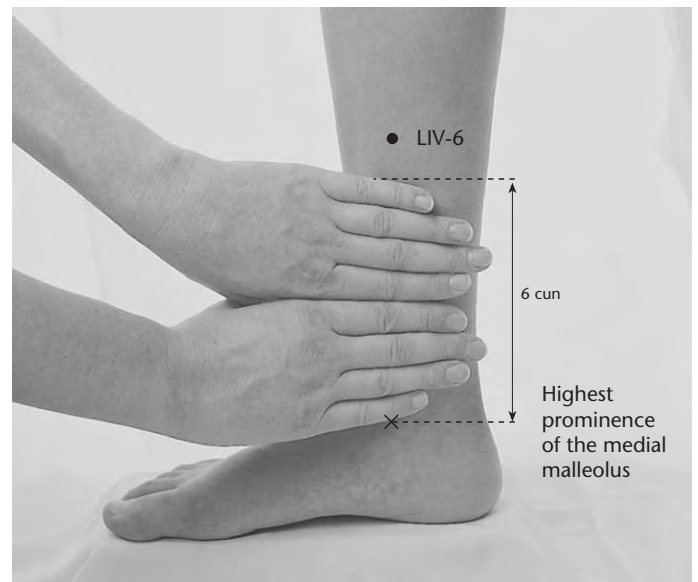 LIV-6
6 cun
Highest
prominence
of the medial
malleolus